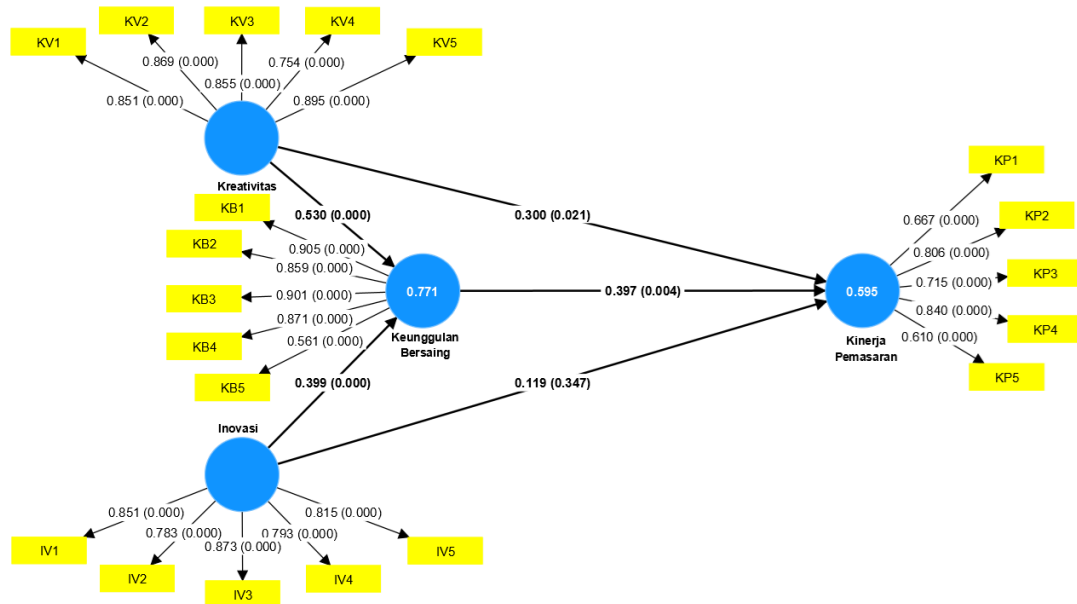 KV1
KV2
KV3
KV4
KV5
0.851 (0.000)
0.869 (0.000)
0.855 (0.000)
0.754 (0.000)
0.895 (0.000)
Kreativitas
0.530 (0.000)
0.300 (0.021)
KB1
KB2
KB3
KB4
KB5
0.905 (0.000)
0.859 (0.000)
0.901 (0.000)
0.871 (0.000)
0.561 (0.000)
0.771
Keunggulan
Bersaing
0.397 (0.004)
0.399 (0.000)
0.119 (0.347)
0.595
Kinerja
Pemasaran
KP1
KP2
KP3
KP4
KP5
0.667 (0.000)
0.806 (0.000)
0.715 (0.000)
0.840 (0.000)
0.610 (0.000)
Inovasi
0.851 (0.000)
0.783 (0.000)
0.873 (0.000)
0.793 (0.000)
0.815 (0.000)
IV1
IV2
IV3
IV4
IV5